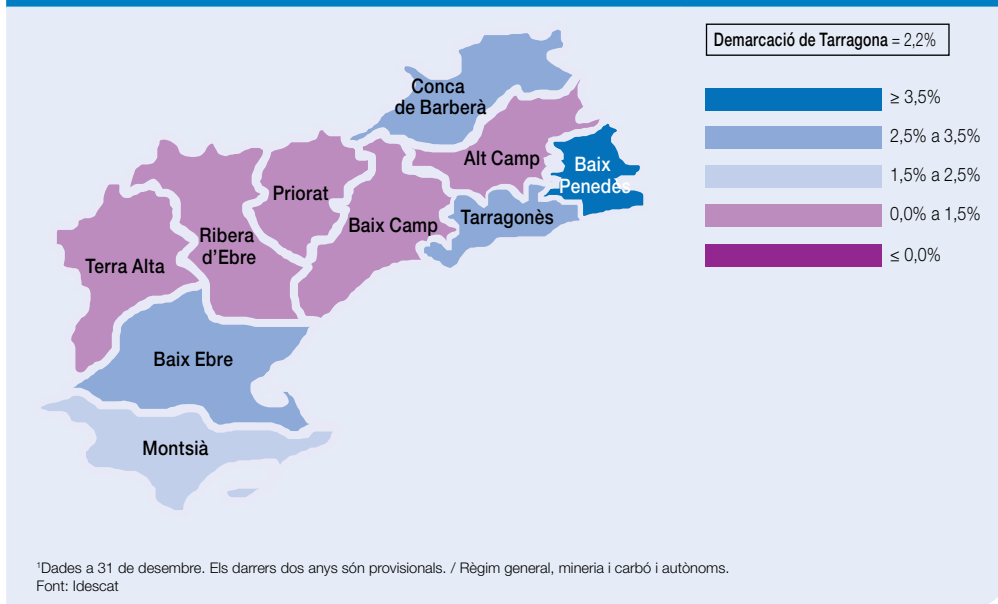 Demarcació de Tarragona = 2,2%
≥ 3,5%
2,5% a 3,5%
1,5% a 2,5%
0,0% a 1,5%
≤ 0,0%
Conca
de Barberà
Alt Camp
Baix
Penedès
Priorat
Tarragonès
Baix Camp
Ribera
d'Ebre
Terra Alta
Baix Ebre
Montsià
¹Dades a 31 de desembre. Els darrers dos anys són provisionals. / Règim general, mineria i carbó i autònoms.
Font: Idescat